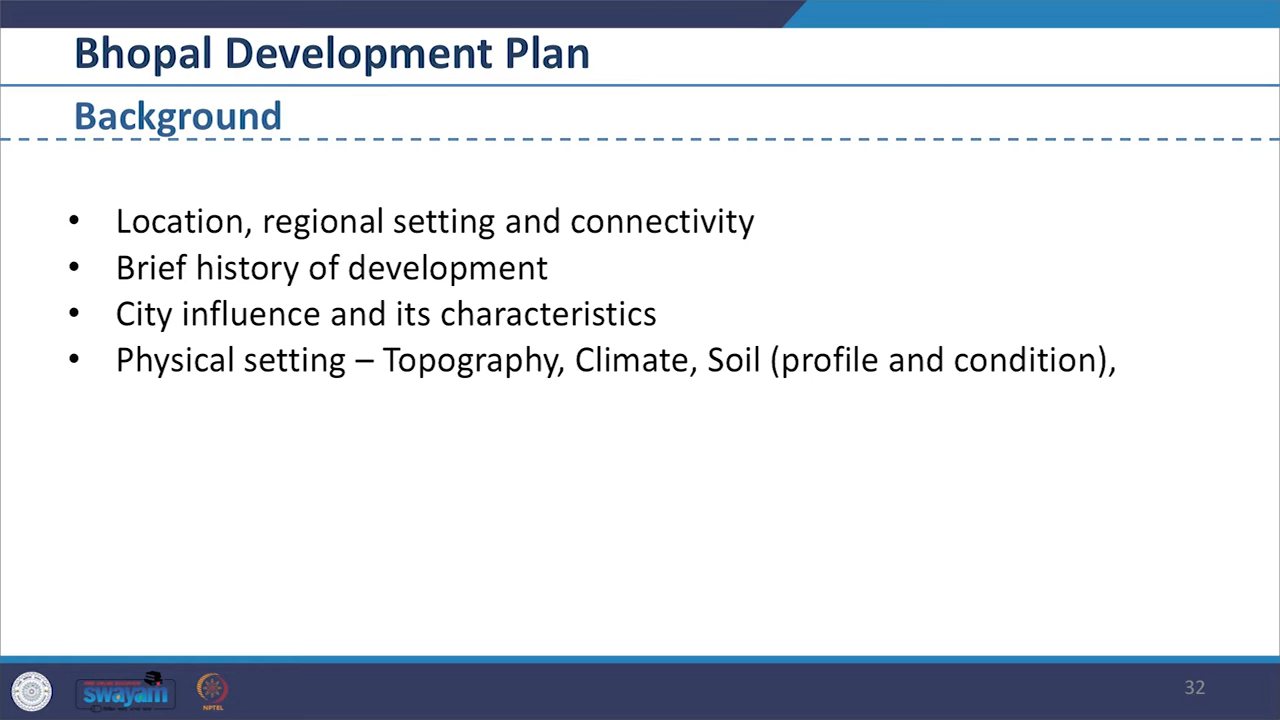 Bhopal Development Plan
Background
• Location, regional setting and connectivity
• Brief history of development
• City influence and its characteristics
• Physical setting – Topography, Climate, Soil (profile and condition),
swayam
NPTEL
32